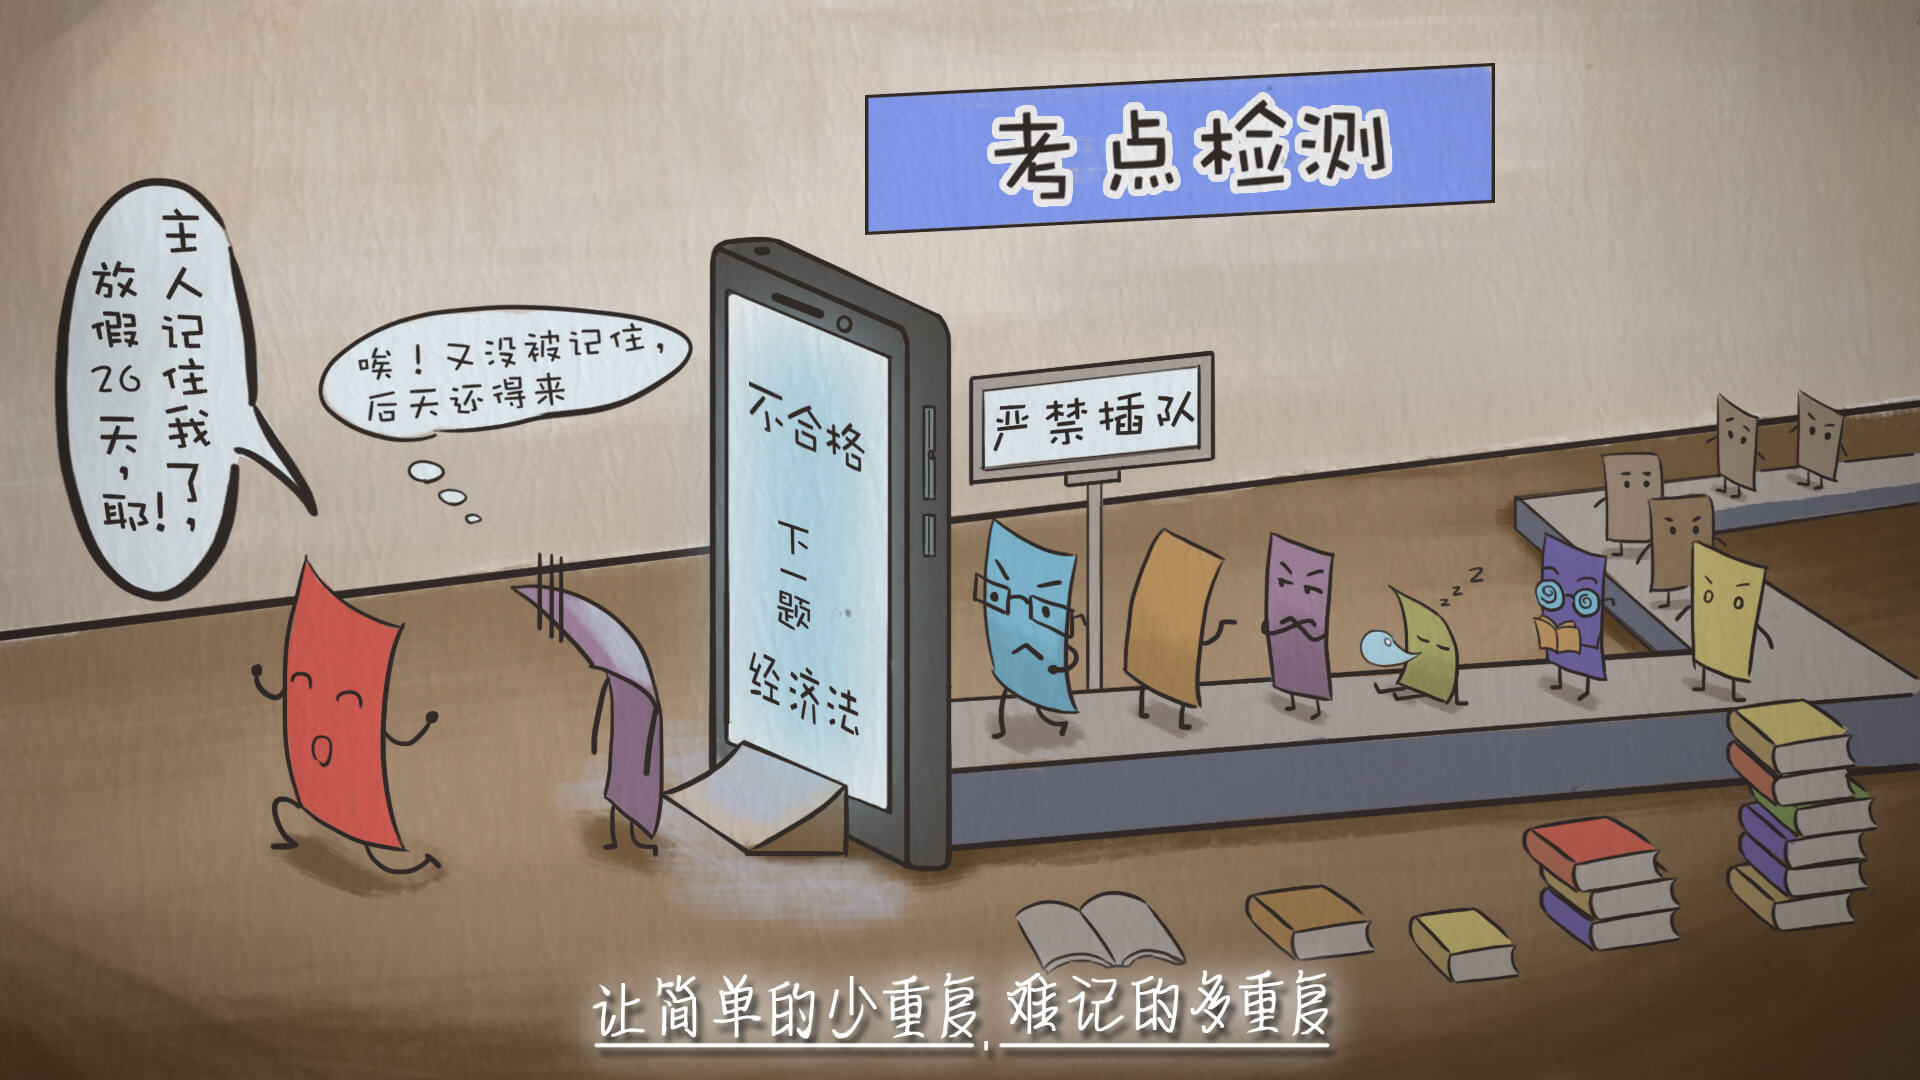 考点检测
主人记住我了，
放假26天，耶！
唉！又没被记住，
后天还得来
不合格
下一题
经济法
严禁插队
z z z
让简单的少重复，难记的多重复